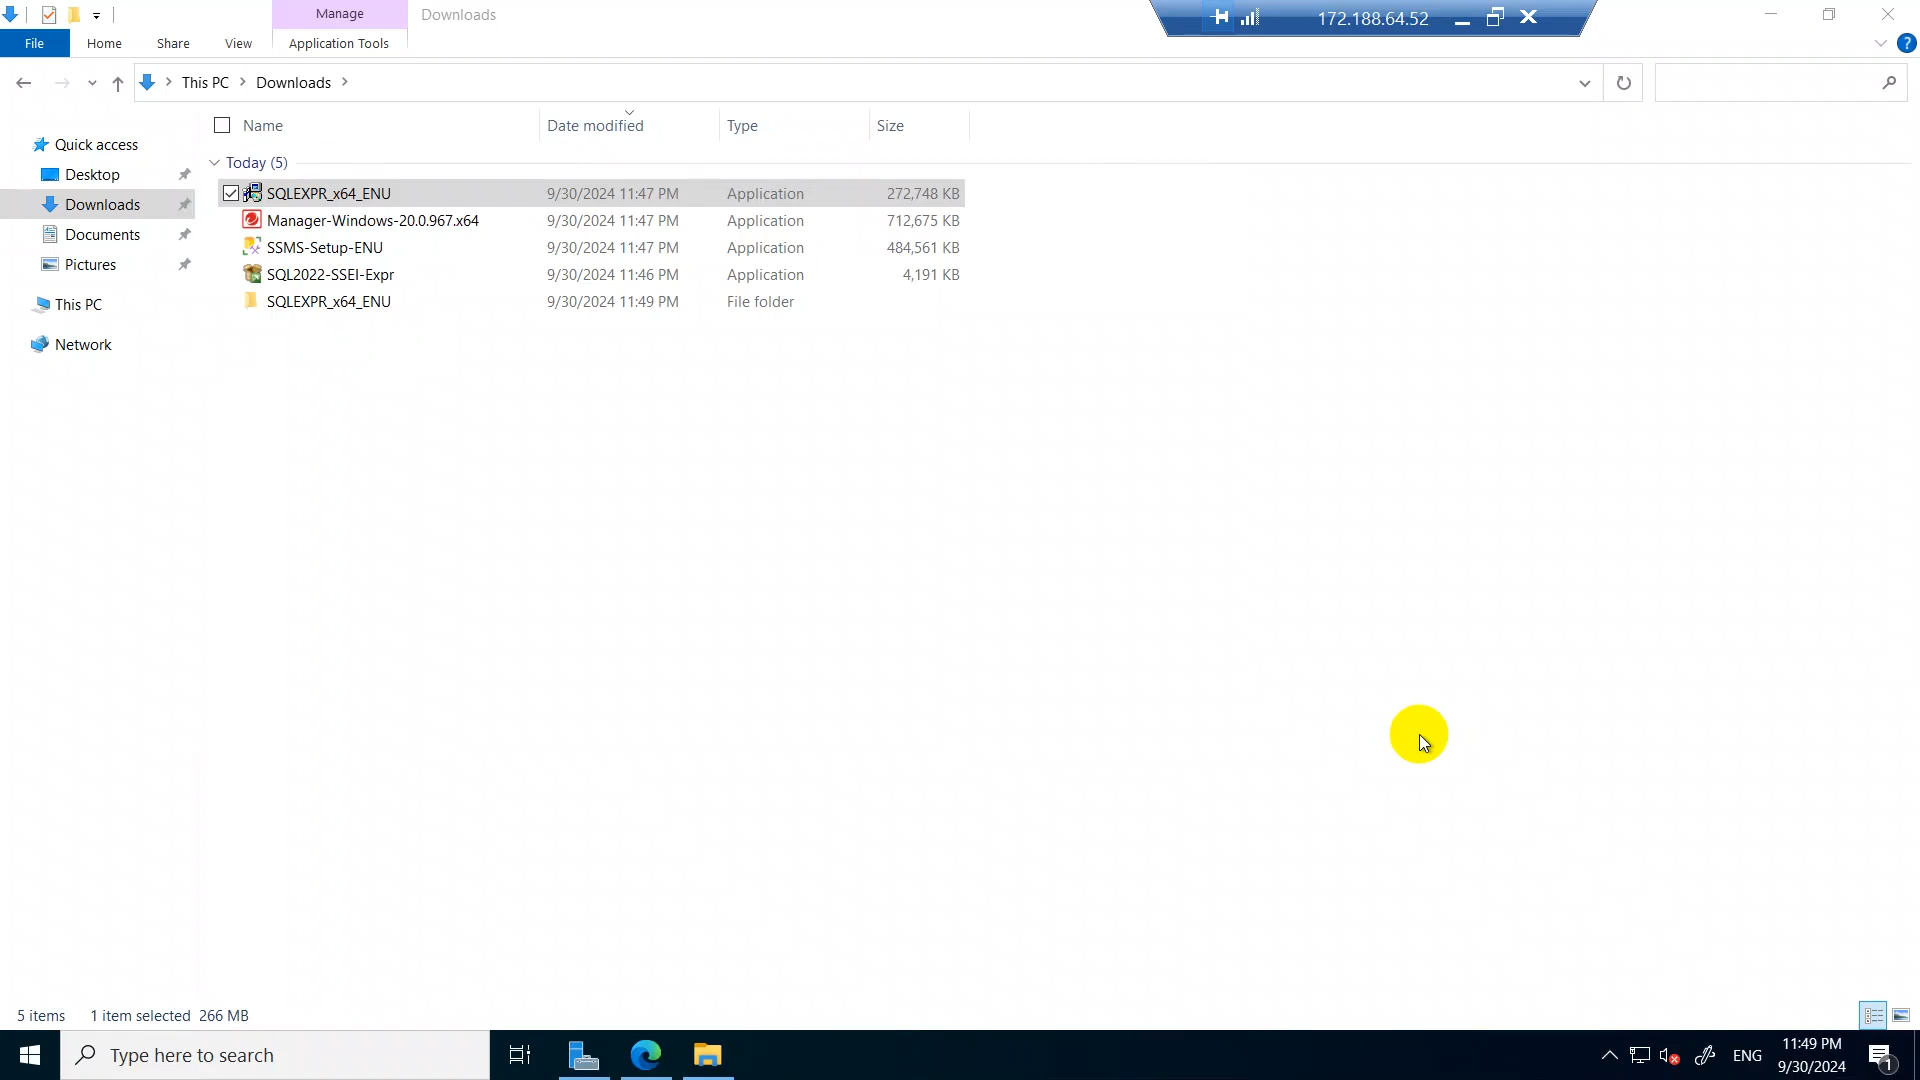 Manage
Downloads
172.188.64.52
File
Home
Share
View
Application Tools
?
This PC
Downloads
Name
Date modified
Type
Size
Quick access
Desktop
Downloads
Documents
Pictures
This PC
Network
Today (5)
SQLEXPR_x64_ENU 9/30/2024 11:47 PM Application 272,748 KB
Manager-Windows-20.0.967.x64 9/30/2024 11:47 PM Application 712,675 KB
SSMS-Setup-ENU 9/30/2024 11:47 PM Application 484,561 KB
SQL2022-SSEI-Expr 9/30/2024 11:46 PM Application 4,191 KB
SQLEXPR_x64_ENU 9/30/2024 11:49 PM File folder
5 items 1 item selected 266 MB
Type here to search
ENG
11:49 PM
9/30/2024
1